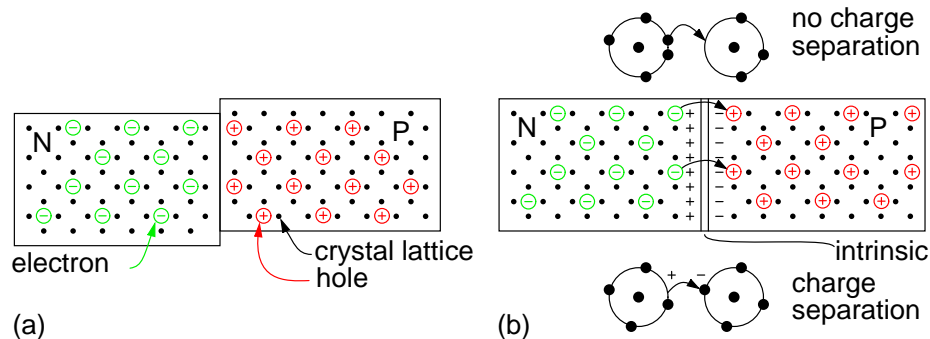 no charge
separation
N
P
N
P
electron
crystal lattice
hole
intrinsic
charge
separation
(a)
(b)